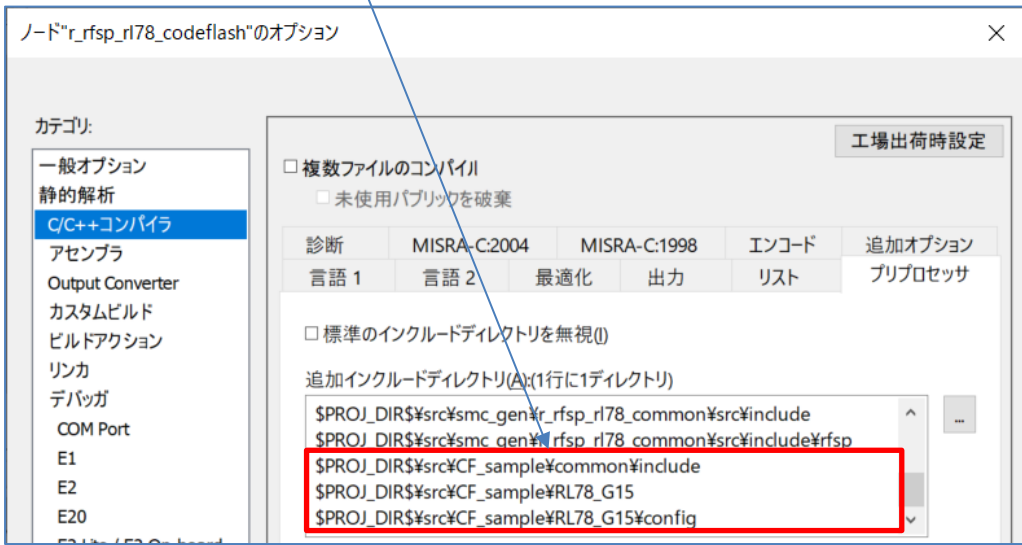 ノード"r_rfsp_rl78_codeflash"のオプション
カテゴリ:
一般オプション
静的解析
C/C++コンパイラ
アセンブラ
Output Converter
カスタムビルド
ビルドアクション
リンカ
デバッガ
COM Port
E1
E2
E20
工場出荷時設定
複数ファイルのコンパイル
未使用パブリックを破棄
診断 MISRA-C:2004 MISRA-C:1998 エンコード 追加オプション
言語 1 言語 2 最適化 出力 リスト プリプロセッサ
標準のインクルードディレクトリを無視(I)
追加インクルードディレクトリ(A):(1行に1ディレクトリ)
$PROJ_DIR$¥src¥smc_gen¥r_rfsp_rl78_common¥src¥include
$PROJ_DIR$¥src¥smc_gen¥r_rfsp_rl78_common¥src¥include¥rfsp
$PROJ_DIR$¥src¥CF_sample¥common¥include
$PROJ_DIR$¥src¥CF_sample¥RL78_G15
$PROJ_DIR$¥src¥CF_sample¥RL78_G15¥config
...